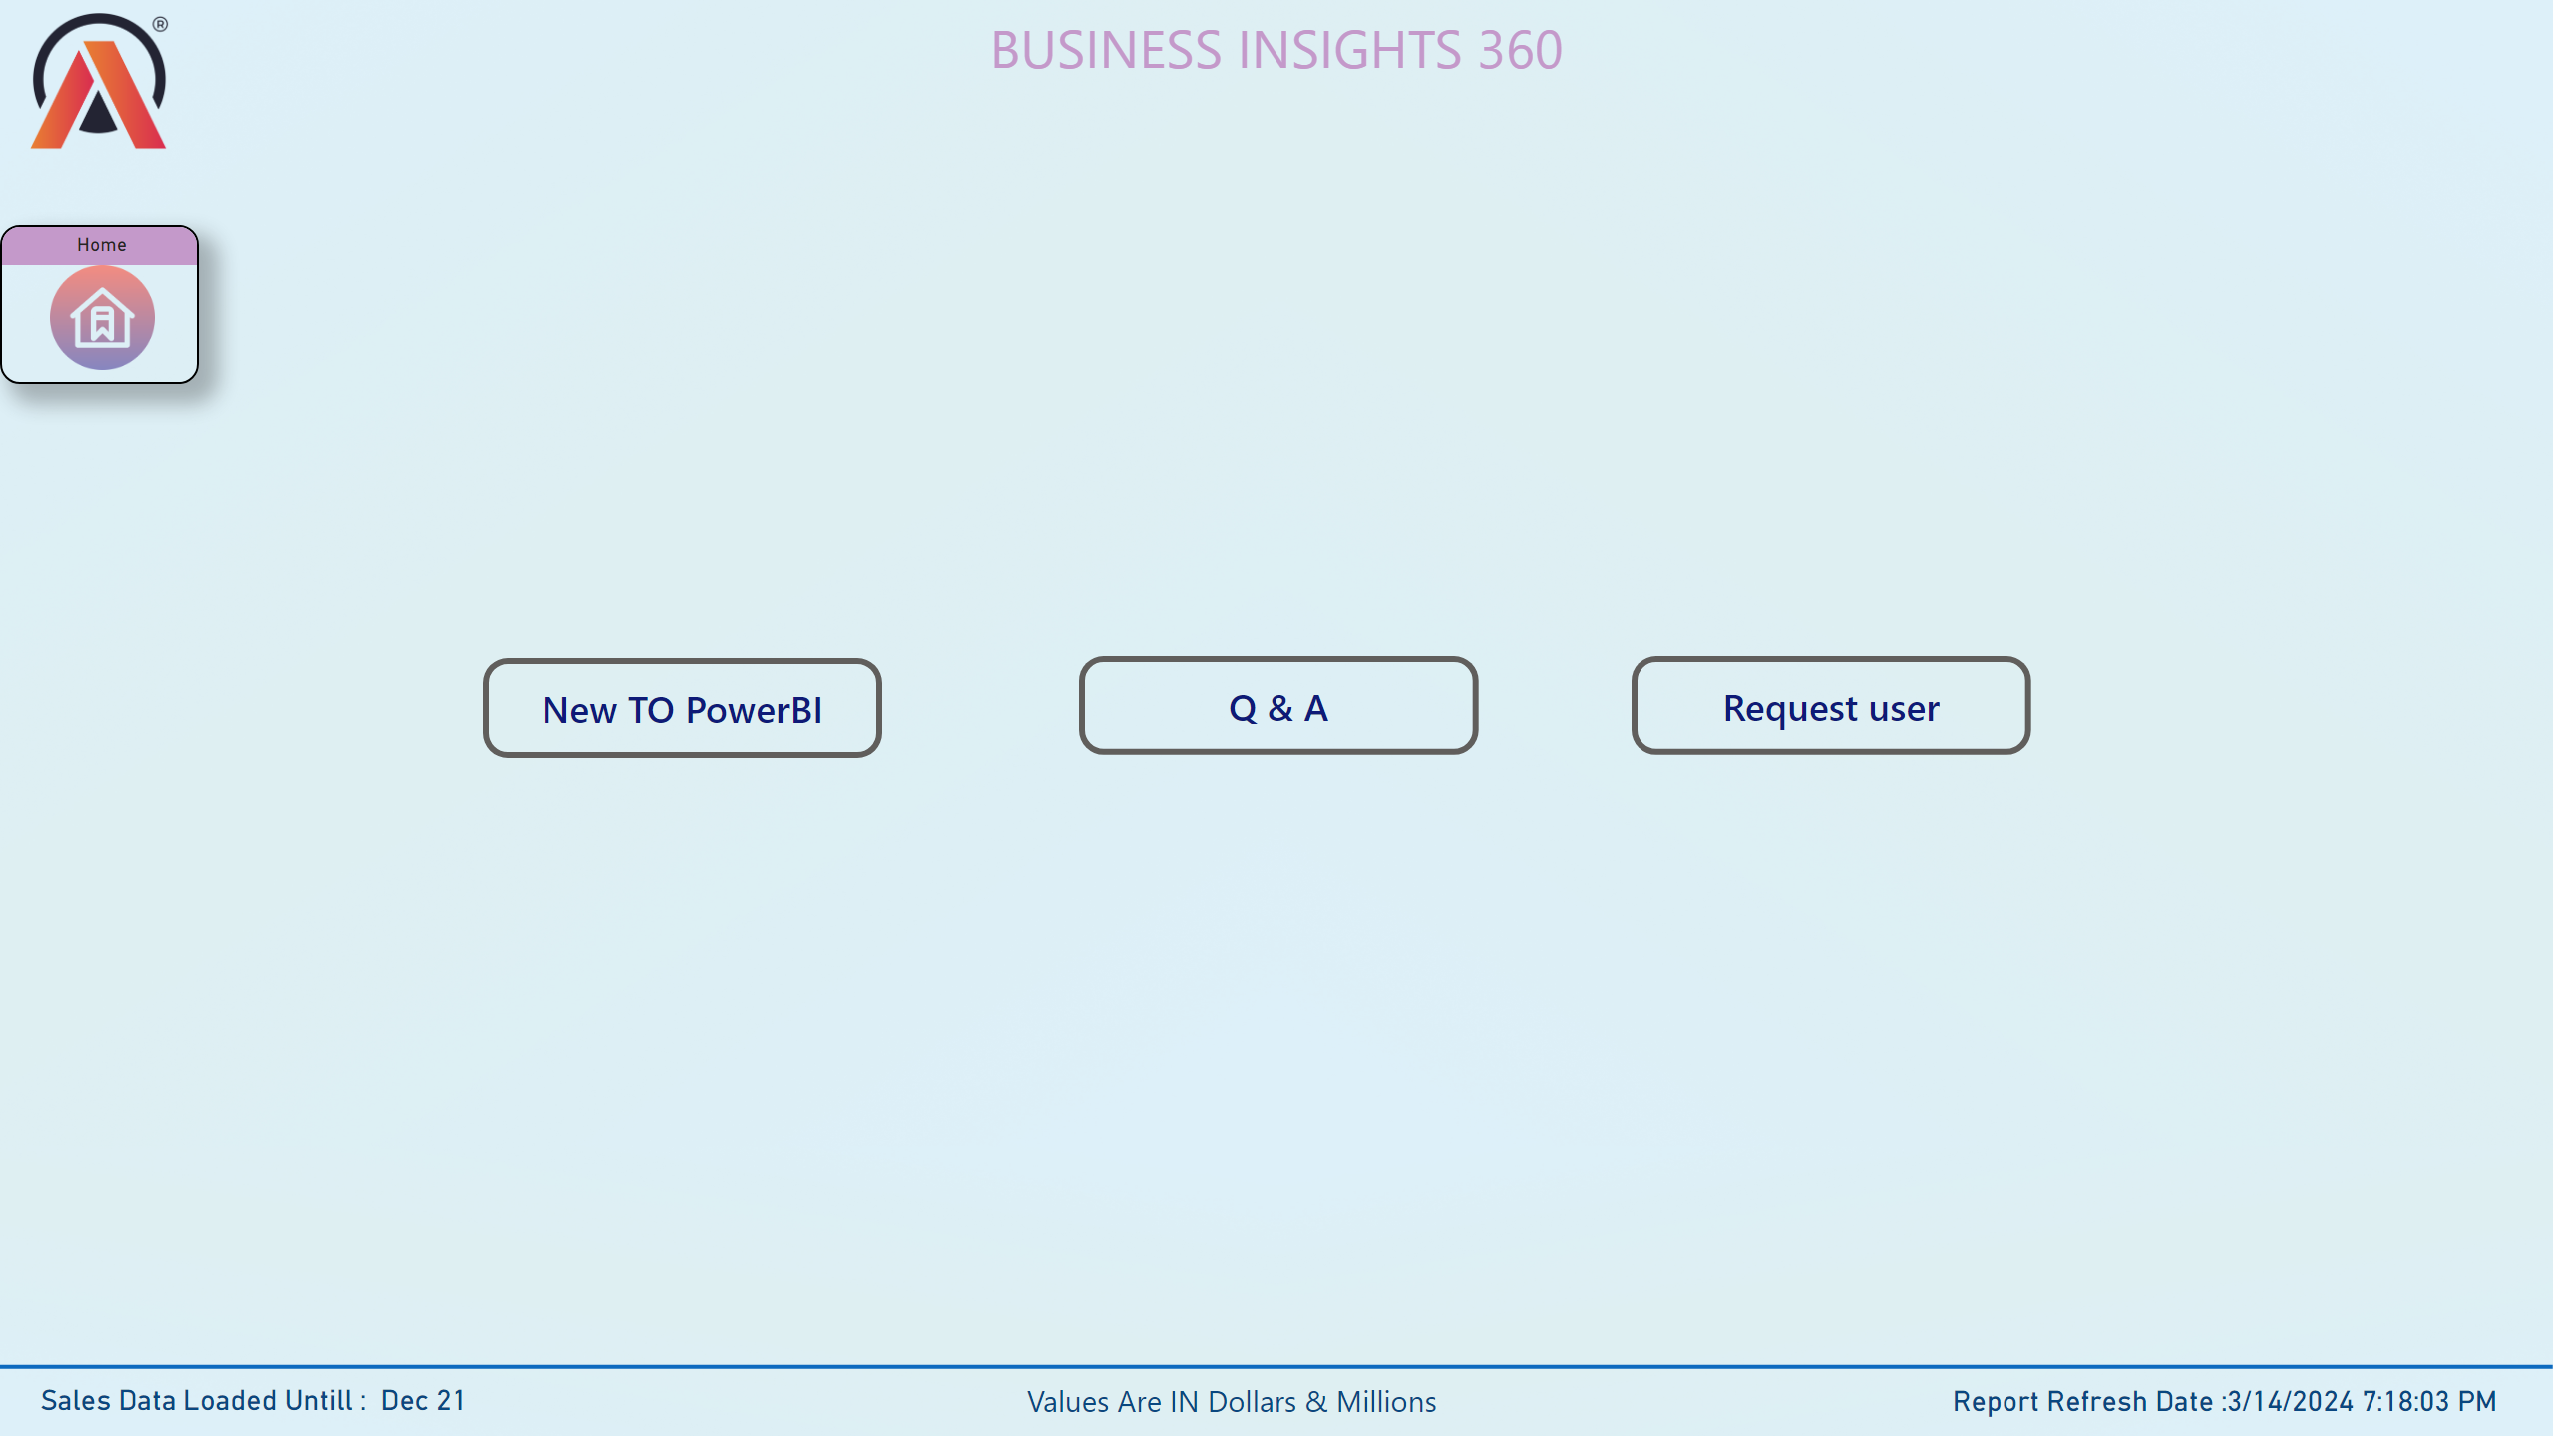 ®
BUSINESS INSIGHTS 360
Home
New TO PowerBI
Q & A
Request user
Sales Data Loaded Untill : Dec 21
Values Are IN Dollars & Millions
Report Refresh Date :3/14/2024 7:18:03 PM